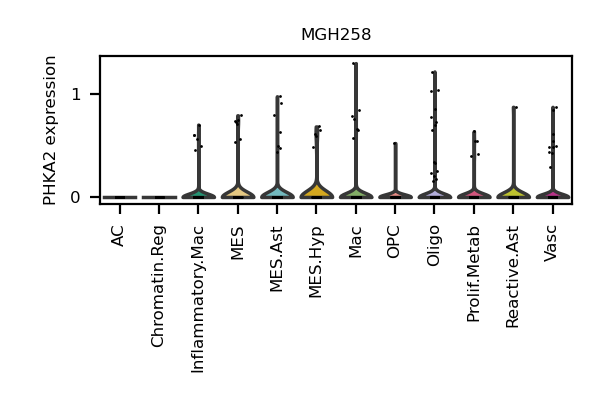 MGH258
PHKA2 expression
1
0
AC
Chromatin.Reg
Inflammatory.Mac
MES
MES.Ast
MES.Hyp
Mac
OPC
Oligo
Prolif.Metab
Reactive.Ast
Vasc